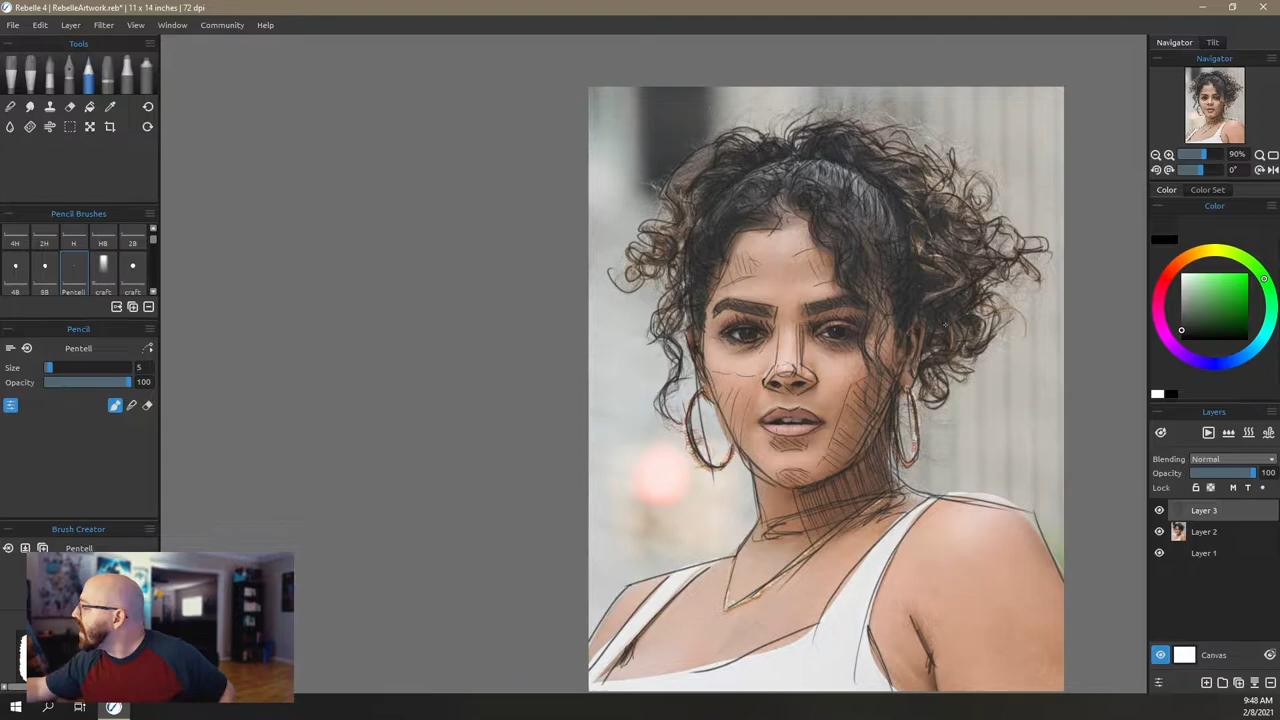 Rebelle 4 | RebelleArtwork.reb* | 11 x 14 inches | 72 dpi
File Edit Layer Filter View Window Community Help
Tools
Pencil Brushes
4H 2H H HB 2B
4B 8B Pentell craft craft
Pencil
Pentell
Size 5
Opacity 100
Brush Creator
Pentell
Navigator Tilt
Navigator
90%
0°
Color Color Set
Color
Layers
Blending Normal
Opacity 100
Lock M T
Layer 3
Layer 2
Layer 1
Canvas
9:48 AM
2/8/2021